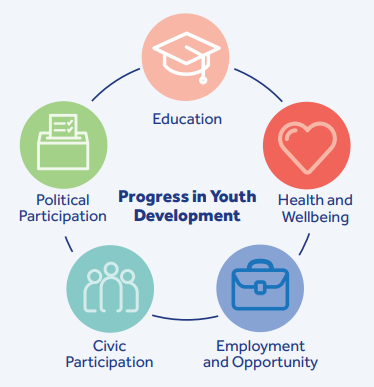 Education
Political
Participation
Progress in Youth
Development
Health and
Wellbeing
Civic
Participation
Employment
and Opportunity